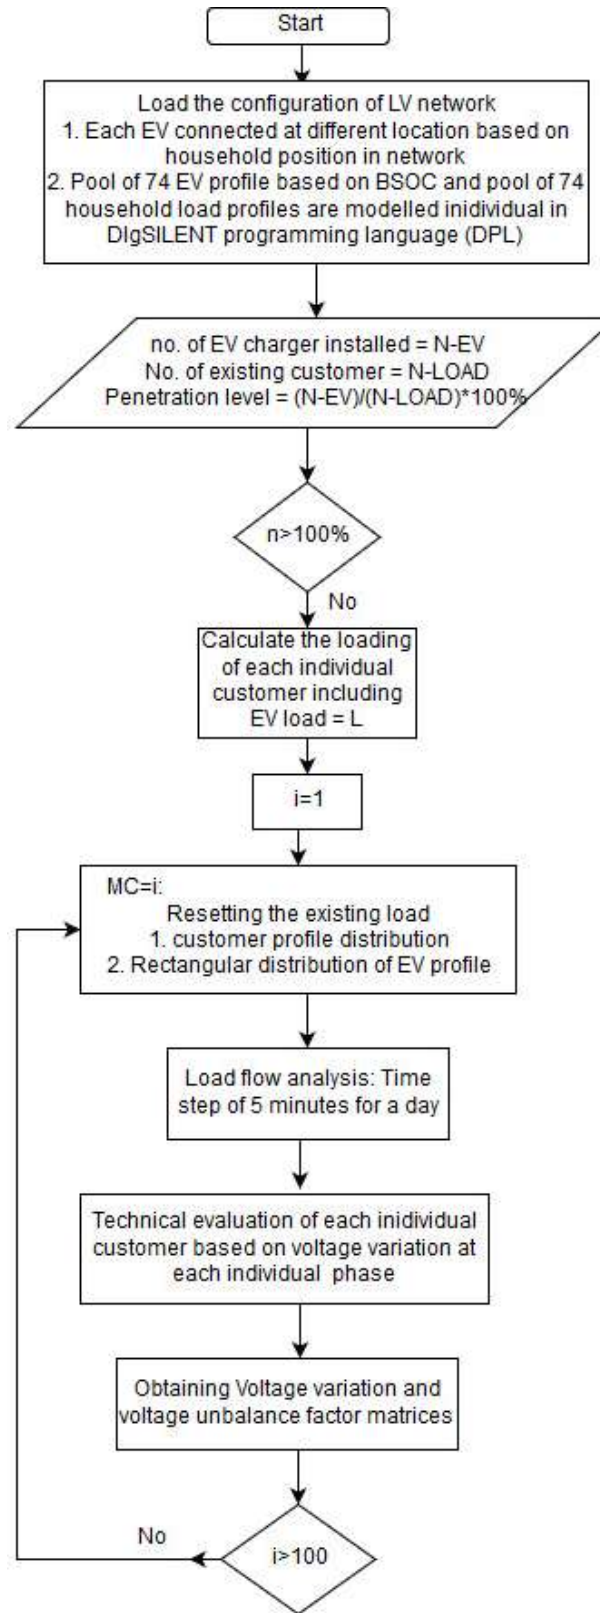 Start
Load the configuration of LV network
1. Each EV connected at different location based on
household position in network
2. Pool of 74 EV profile based on BSOC and pool of 74
household load profiles are modelled inidividual in
DIgSILENT programming language (DPL)
no. of EV charger installed = N-EV
No. of existing customer = N-LOAD
Penetration level = (N-EV)/(N-LOAD)*100%
n>100%
No
Calculate the loading
of each individual
customer including
EV load = L
i=1
MC=i:
Resetting the existing load
1. customer profile distribution
2. Rectangular distribution of EV profile
Load flow analysis: Time
step of 5 minutes for a day
Technical evaluation of each inidividual
customer based on voltage variation at
each individual phase
Obtaining Voltage variation and
voltage unbalance factor matrices
No
i>100